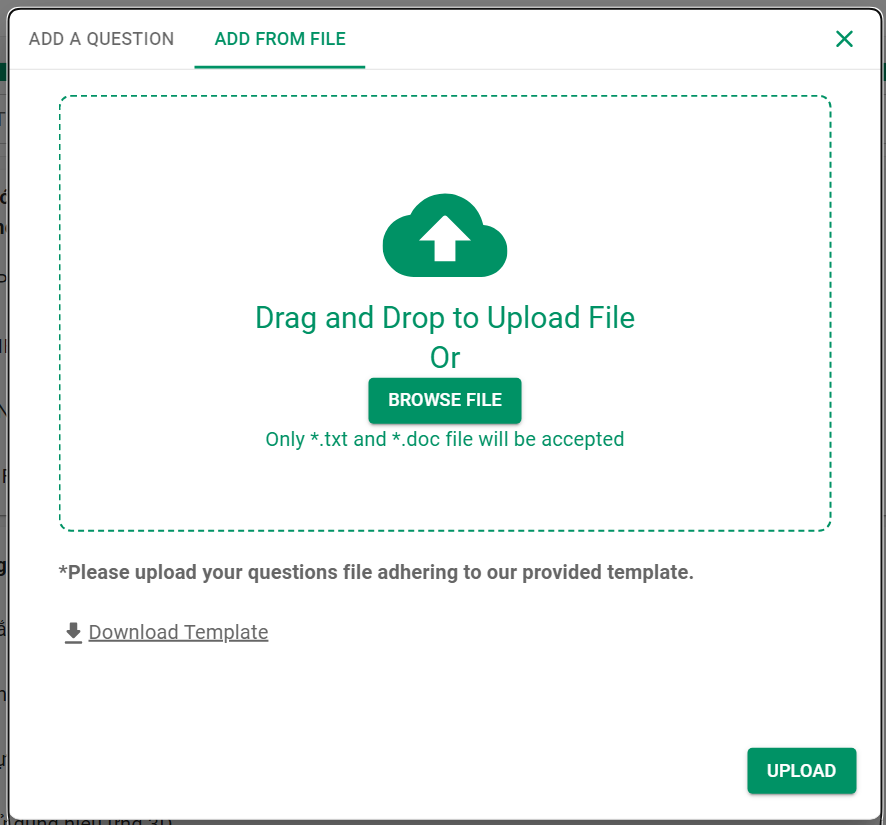 ADD A QUESTION ADD FROM FILE
Drag and Drop to Upload File
Or
BROWSE FILE
Only *.txt and *.doc file will be accepted
*Please upload your questions file adhering to our provided template.
Download Template
UPLOAD